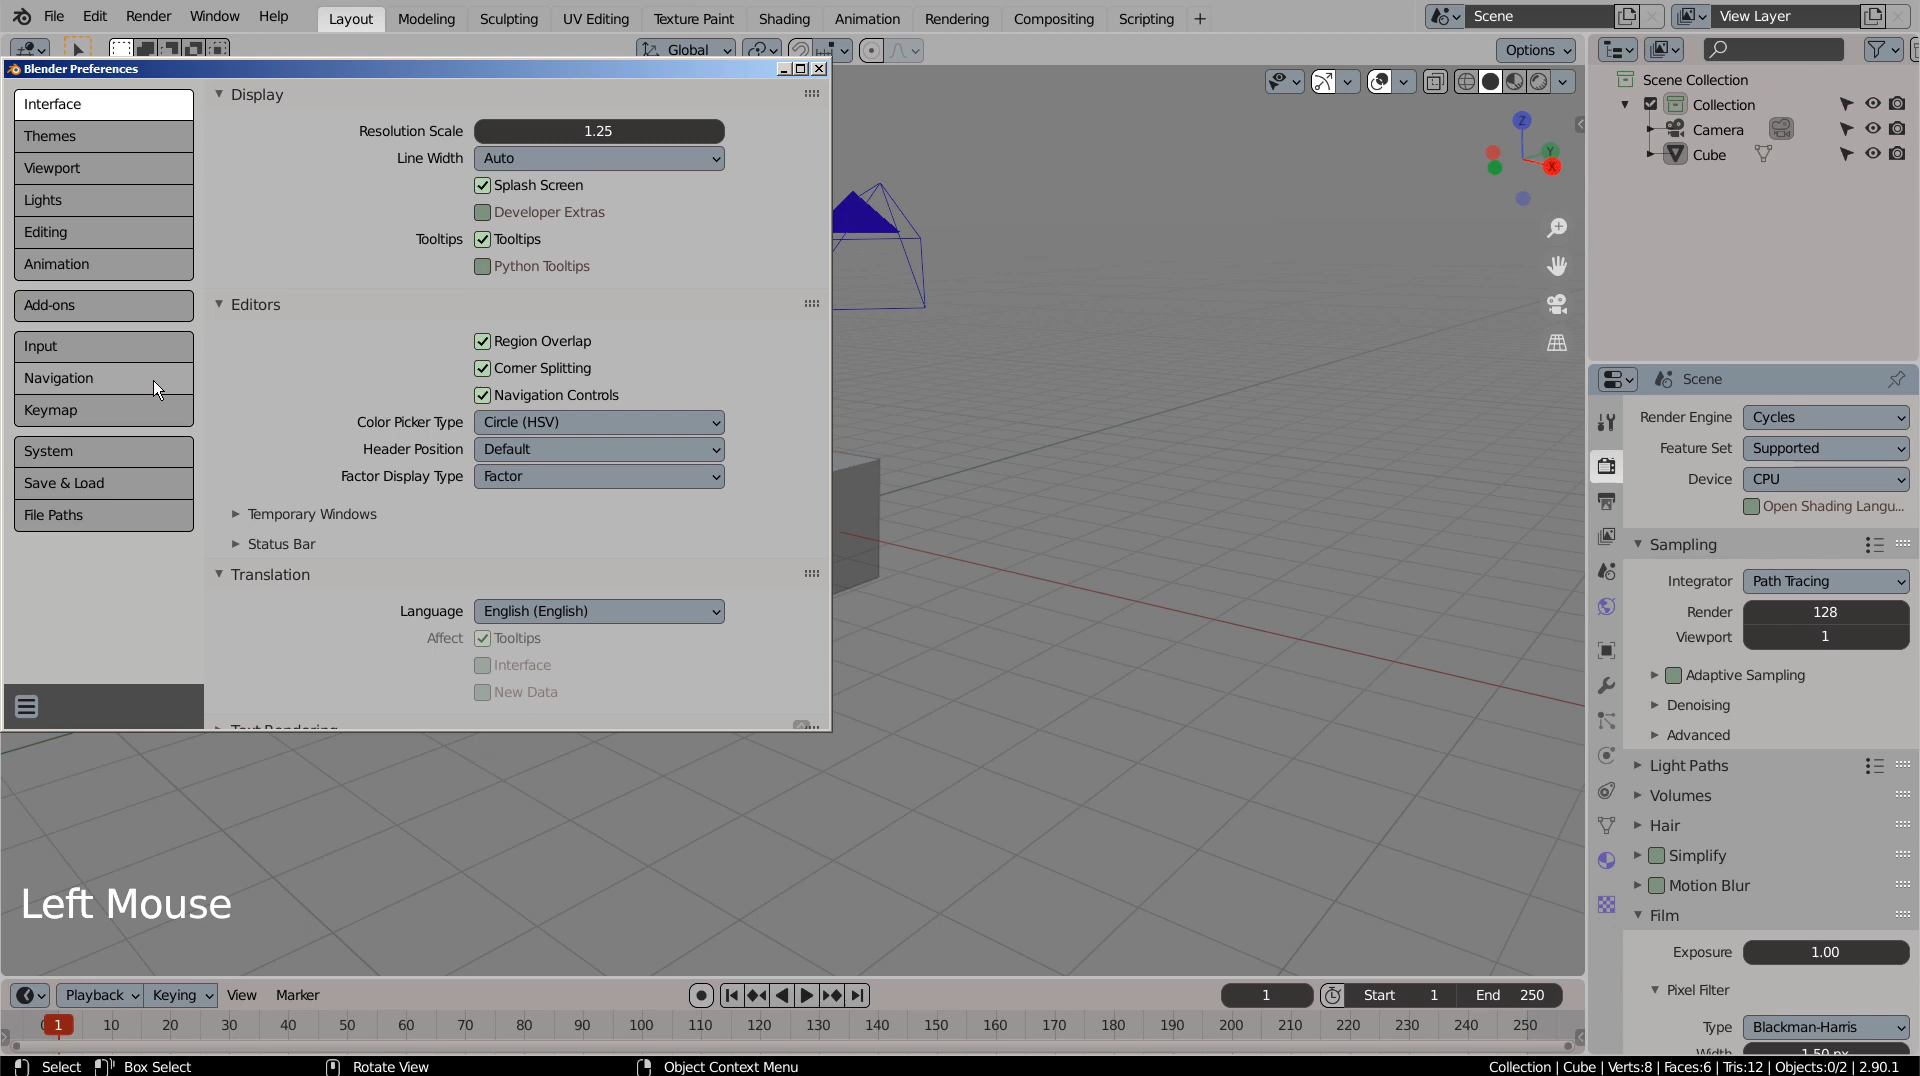 File Edit Render Window Help Layout Modeling Sculpting UV Editing Texture Paint Shading Animation Rendering Compositing Scripting + Scene View Layer
Global Options
Blender Preferences
Interface
Themes
Viewport
Lights
Editing
Animation
Add-ons
Input
Navigation
Keymap
System
Save & Load
File Paths
Display
Resolution Scale 1.25
Line Width Auto
Splash Screen
Developer Extras
Tooltips Tooltips
Python Tooltips
Editors
Region Overlap
Corner Splitting
Navigation Controls
Color Picker Type Circle (HSV)
Header Position Default
Factor Display Type Factor
Temporary Windows
Status Bar
Translation
Language English (English)
Affect Tooltips
Interface
New Data
Text Rendering
Z
Y
X
Scene Collection
Collection
Camera
Cube
Scene
Render Engine Cycles
Feature Set Supported
Device CPU
Open Shading Langu...
Sampling
Integrator Path Tracing
Render 128
Viewport 1
Adaptive Sampling
Denoising
Advanced
Light Paths
Volumes
Hair
Simplify
Motion Blur
Film
Exposure 1.00
Pixel Filter
Type Blackman-Harris
Width 1.50 px
Left Mouse
Playback Keying View Marker 1 Start 1 End 250
0 1 10 20 30 40 50 60 70 80 90 100 110 120 130 140 150 160 170 180 190 200 210 220 230 240 250
Select Box Select Rotate View Object Context Menu Collection | Cube | Verts:8 | Faces:6 | Tris:12 | Objects:0/2 | 2.90.1